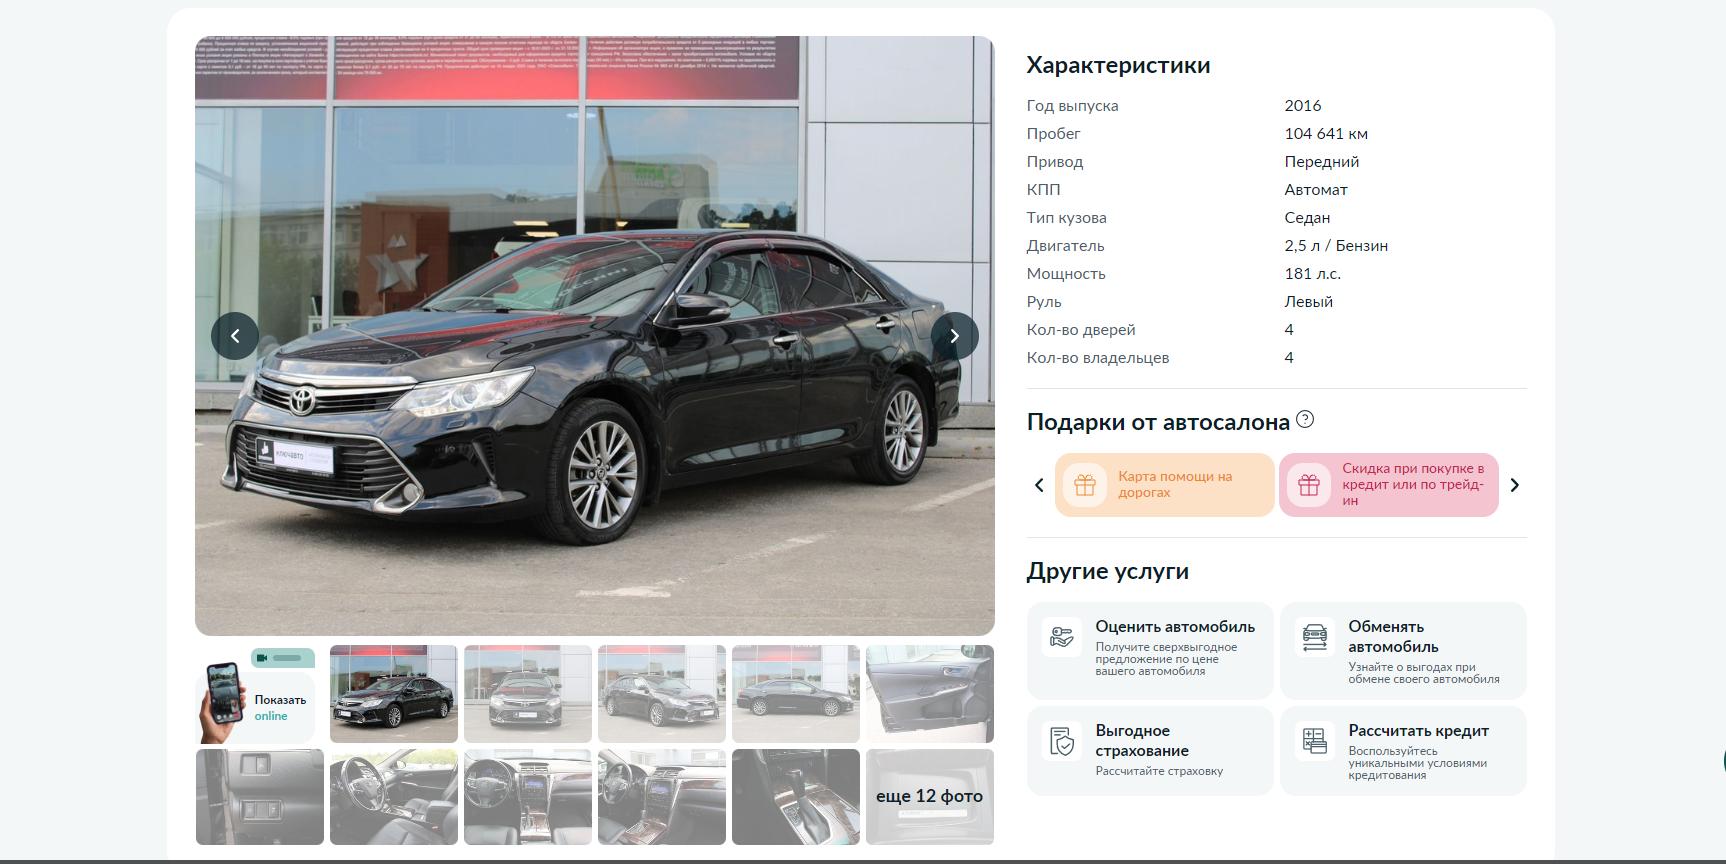 Характеристики
Год выпуска 2016
Пробег 104 641 км
Привод Передний
КПП Автомат
Тип кузова Седан
Двигатель 2,5 л / Бензин
Мощность 181 л.с.
Руль Левый
Кол-во дверей 4
Кол-во владельцев 4
Подарки от автосалона ?
Карта помощи на
дорогах
Скидка при покупке в
кредит или по трейд-
ин
Другие услуги
Оценить автомобиль
Получите сверхвыгодное
предложение по цене
вашего автомобиля
Обменять
автомобиль
Узнайте о выгодах при
обмене своего автомобиля
Выгодное
страхование
Рассчитайте страховку
Рассчитать кредит
Воспользуйтесь
уникальными условиями
кредитования
КЛЮЧАВТО
Показать
online
еще 12 фото